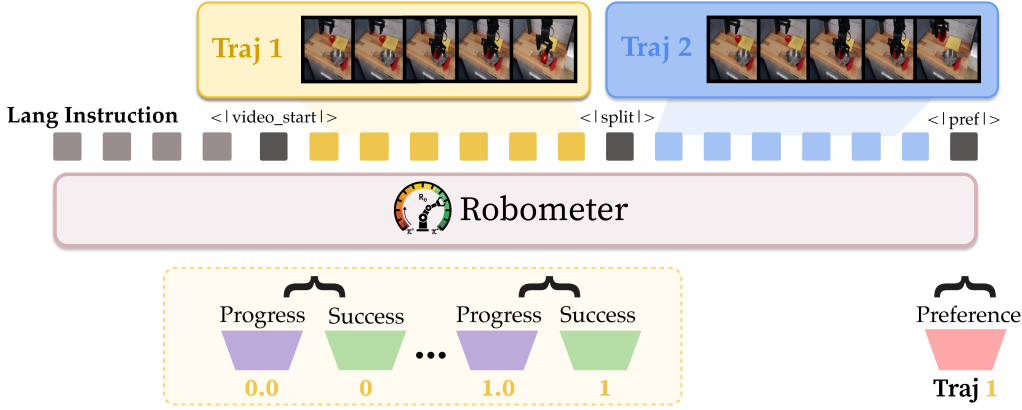 Traj 1
Traj 2
Lang Instruction
<|video_start|>
<|split|>
<|pref|>
Robometer
Progress
Success
Progress
Success
Preference
0.0
0
...
1.0
1
Traj 1